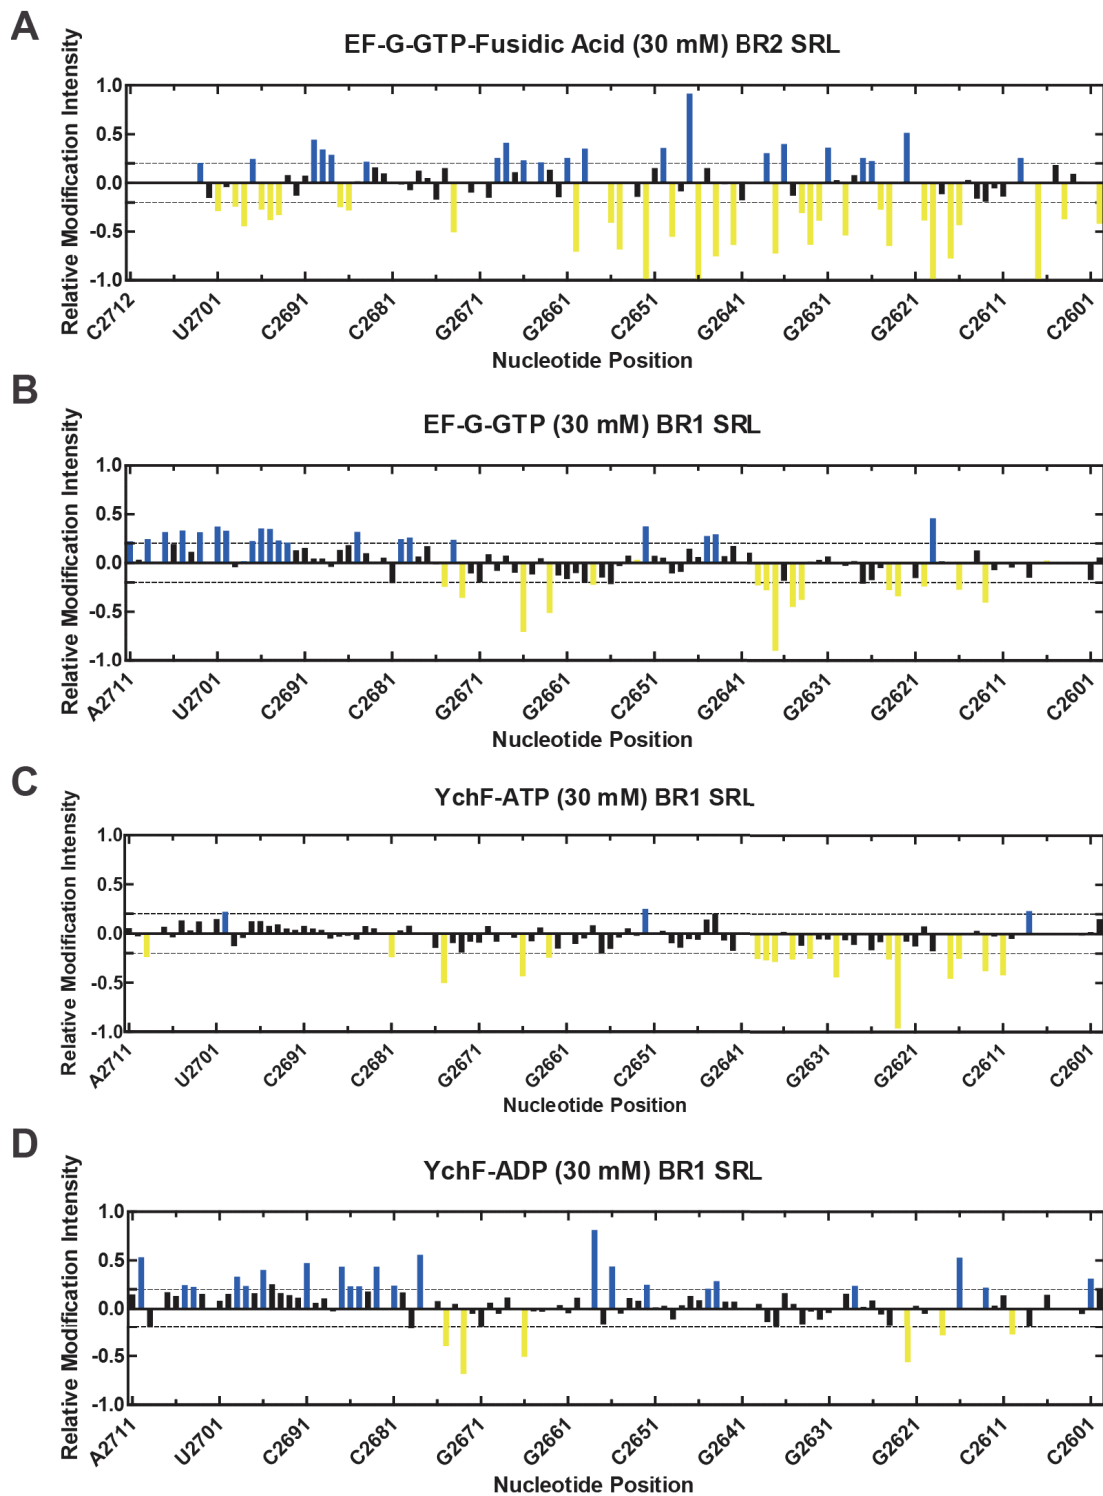 A
EF-G-GTP-Fusidic Acid (30 mM) BR2 SRL
Relative Modification Intensity
1.0
0.5
0.0
-0.5
-1.0
C2712
U2701
C2691
C2681
G2671
G2661
C2651
G2641
G2631
G2621
C2611
C2601
Nucleotide Position
B
EF-G-GTP (30 mM) BR1 SRL
Relative Modification Intensity
1.0
0.5
0.0
-0.5
-1.0
A2711
U2701
C2691
C2681
G2671
G2661
C2651
G2641
G2631
G2621
C2611
C2601
Nucleotide Position
C
YchF-ATP (30 mM) BR1 SRL
Relative Modification Intensity
1.0
0.5
0.0
-0.5
-1.0
A2711
U2701
C2691
C2681
G2671
G2661
C2651
G2641
G2631
G2621
C2611
C2601
Nucleotide Position
D
YchF-ADP (30 mM) BR1 SRL
Relative Modification Intensity
1.0
0.5
0.0
-0.5
-1.0
A2711
U2701
C2691
C2681
G2671
G2661
C2651
G2641
G2631
G2621
C2611
C2601
Nucleotide Position